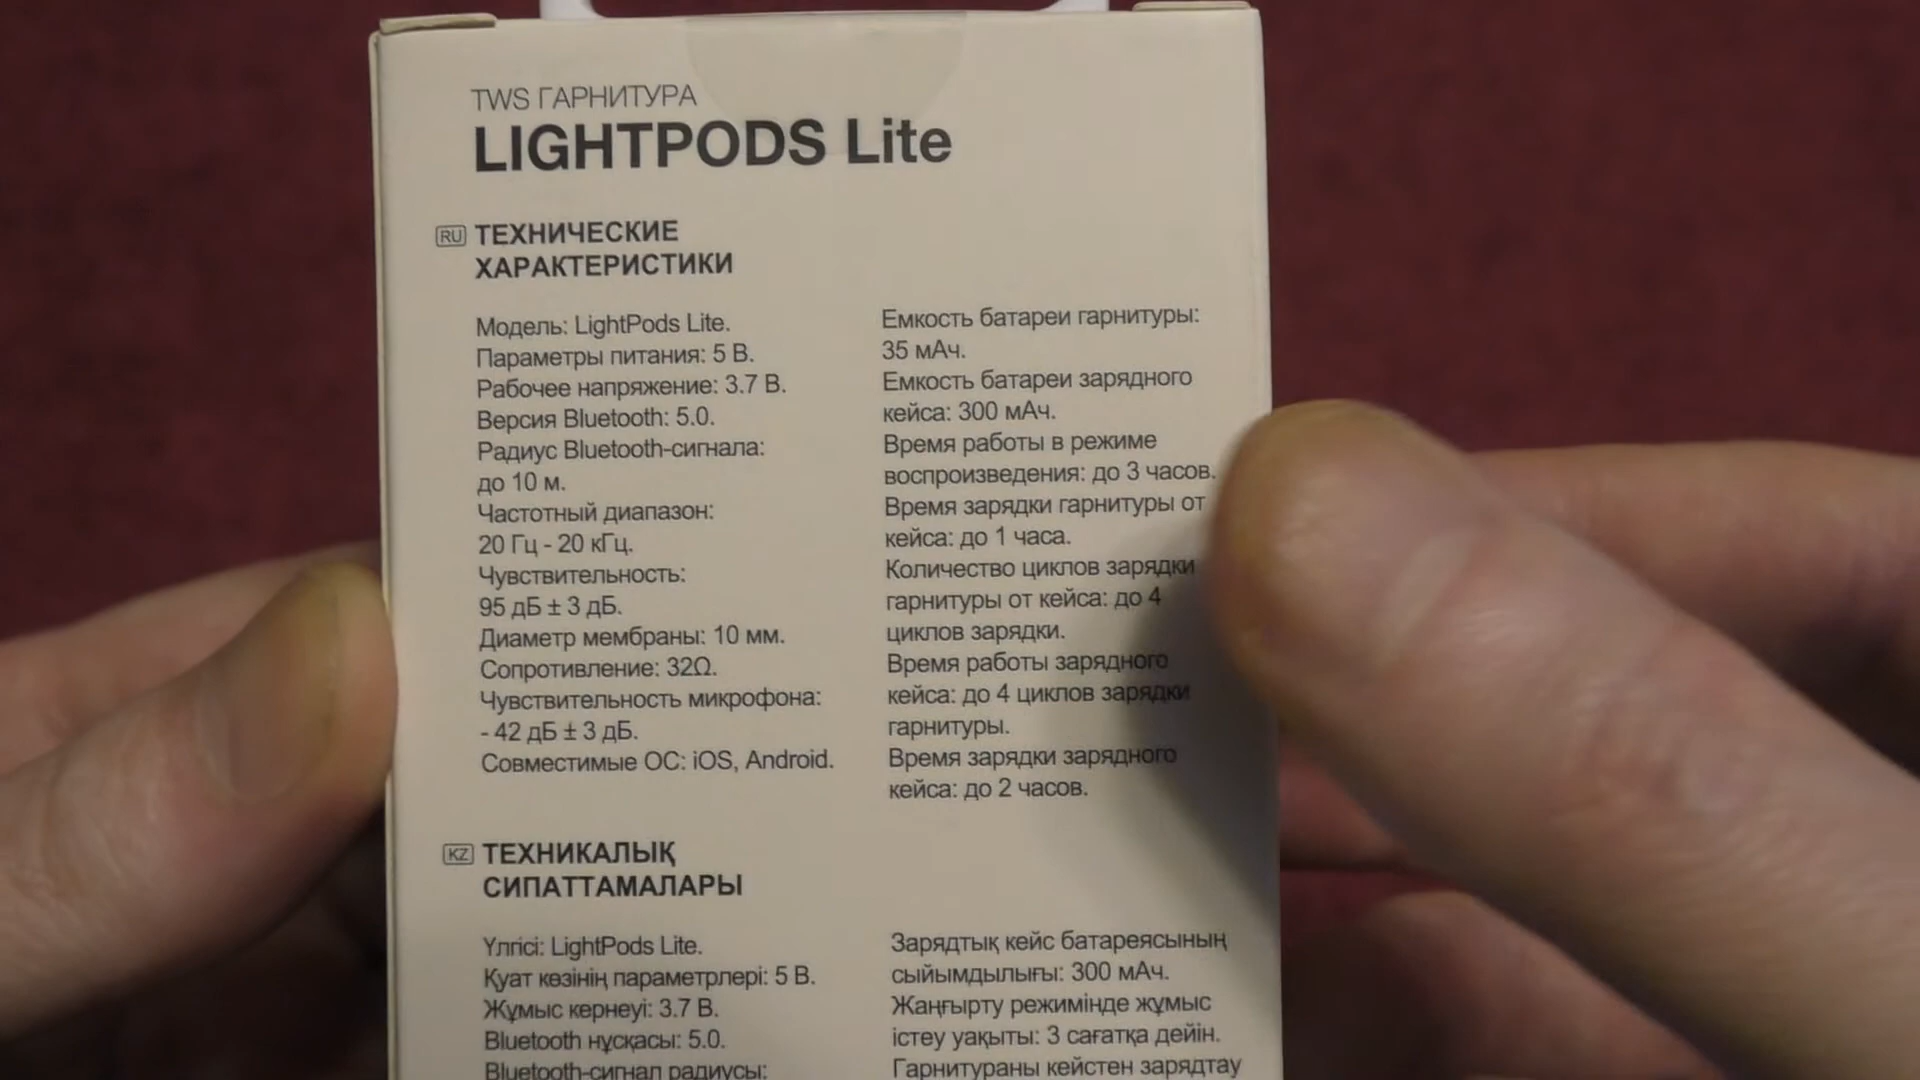 TWS ГАРНИТУРА
LIGHTPODS Lite
RU ТЕХНИЧЕСКИЕ
ХАРАКТЕРИСТИКИ
Модель: LightPods Lite.
Параметры питания: 5 В.
Рабочее напряжение: 3.7 В.
Версия Bluetooth: 5.0.
Радиус Bluetooth-сигнала:
до 10 м.
Частотный диапазон:
20 Гц - 20 кГц.
Чувствительность:
95 дБ ± 3 дБ.
Диаметр мембраны: 10 мм.
Сопротивление: 32Ω.
Чувствительность микрофона:
- 42 дБ ± 3 дБ.
Совместимые ОС: iOS, Android.
Емкость батареи гарнитуры:
35 мАч.
Емкость батареи зарядного
кейса: 300 мАч.
Время работы в режиме
воспроизведения: до 3 часов.
Время зарядки гарнитуры от
кейса: до 1 часа.
Количество циклов зарядки
гарнитуры от кейса: до 4
циклов зарядки.
Время работы зарядного
кейса: до 4 циклов зарядки
гарнитуры.
Время зарядки зарядного
кейса: до 2 часов.
KZ ТЕХНИКАЛЫҚ
СИПАТТАМАЛАРЫ
Үлгісі: LightPods Lite.
Қуат көзінің параметрлері: 5 В.
Жұмыс кернеуі: 3.7 В.
Bluetooth нұсқасы: 5.0.
Bluetooth-сигнал радиусы:
Зарядтық кейс батареясының
сыйымдылығы: 300 мАч.
Жаңғырту режимінде жұмыс
істеу уақыты: 3 сағатқа дейін.
Гарнитураны кейстен зарядтау